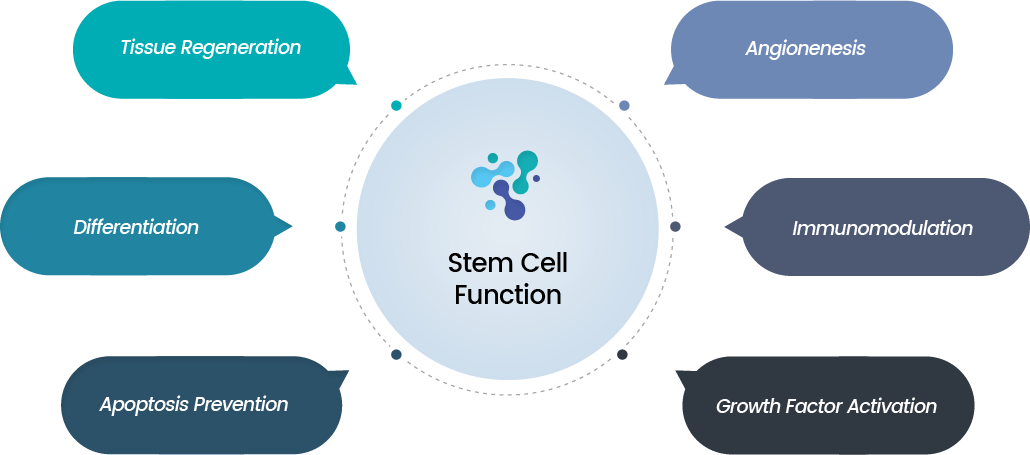 Tissue Regeneration
Angionenesis
Differentiation
Immunomodulation
Stem Cell
Function
Apoptosis Prevention
Growth Factor Activation